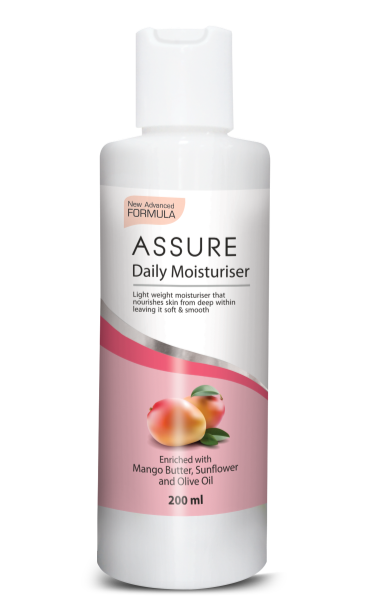 New Advanced
FORMULA
ASSURE
Daily Moisturiser
Light weight moisturiser that
nourishes skin from deep within
leaving it soft & smooth
Enriched with
Mango Butter, Sunflower
and Olive Oil
200 ml